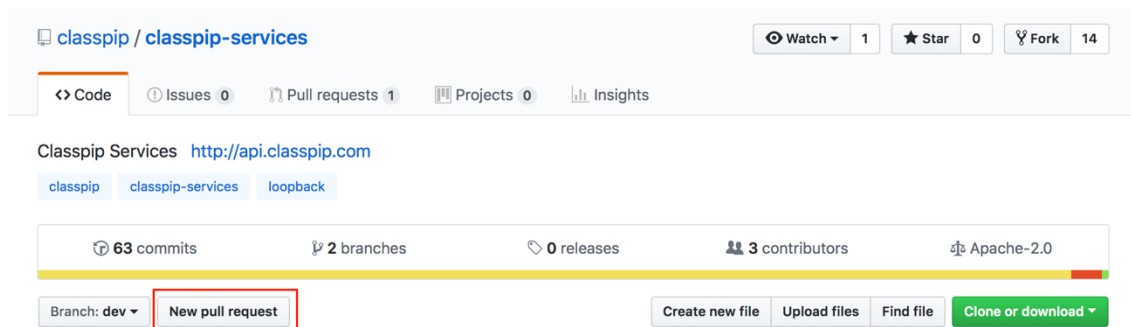 classpip / classpip-services Watch 1 Star 0 Fork 14
Code Issues 0 Pull requests 1 Projects 0 Insights
Classpip Services http://api.classpip.com
classpip classpip-services loopback
63 commits 2 branches 0 releases 3 contributors Apache-2.0
Branch: dev New pull request Create new file Upload files Find file Clone or download